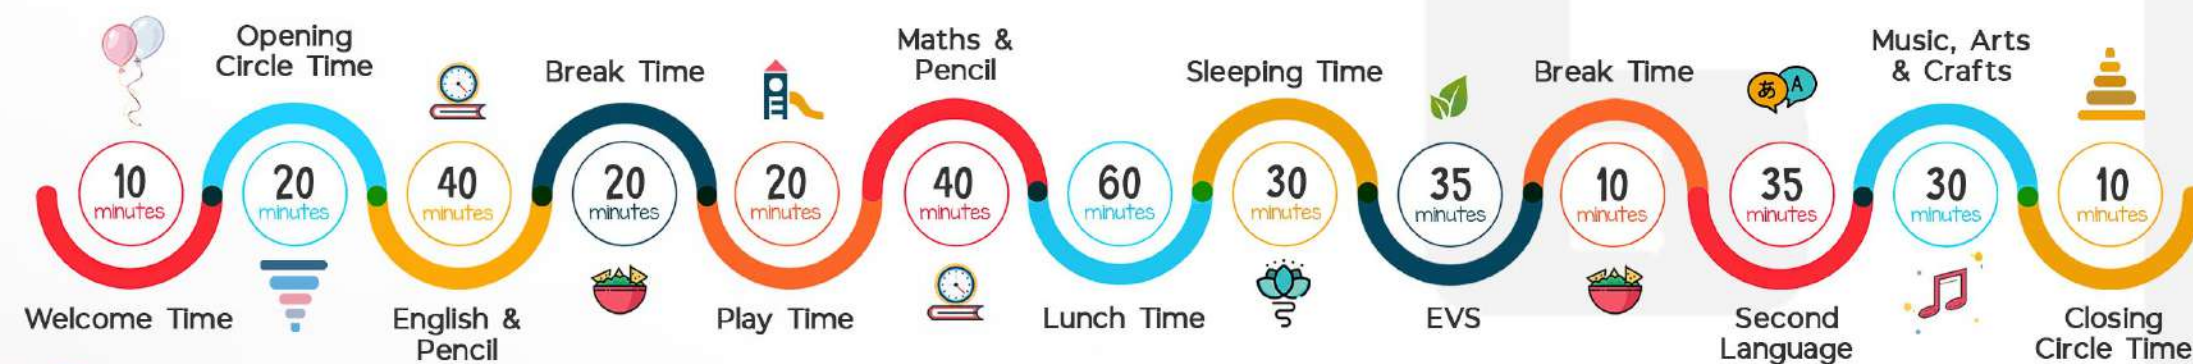 10
minutes
Welcome Time
Opening
Circle Time
20
minutes
40
minutes
English &
Pencil
Break Time
20
minutes
20
minutes
Play Time
Maths &
Pencil
40
minutes
60
minutes
Lunch Time
Sleeping Time
30
minutes
35
minutes
EVS
Break Time
10
minutes
あ A
35
minutes
Second
Language
Music, Arts
& Crafts
30
minutes
10
minutes
Closing
Circle Time